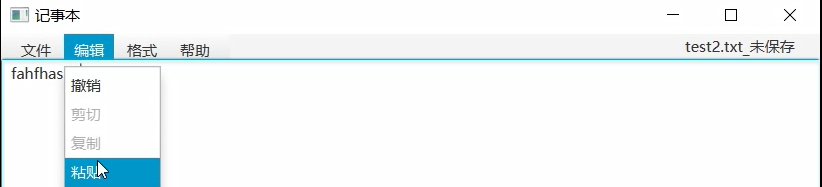 记事本
文件 编辑 格式 帮助 test2.txt_未保存
fahfhas
撤销
剪切
复制
粘贴